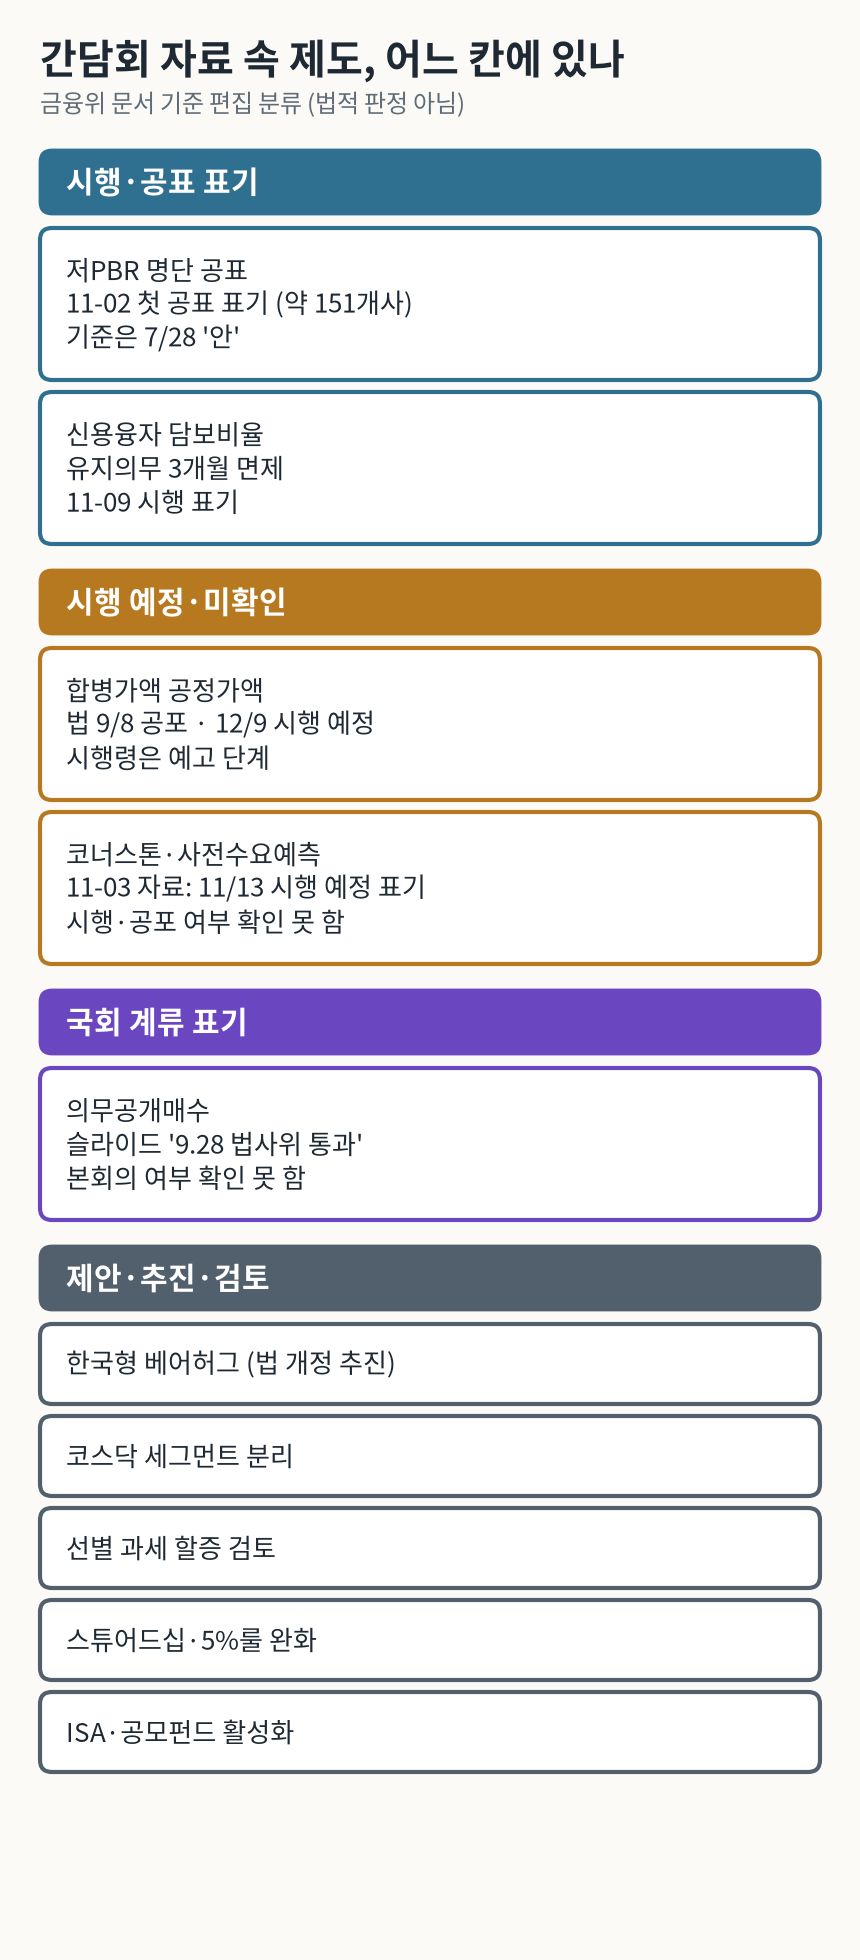 간담회 자료 속 제도, 어느 칸에 있나
금융위 문서 기준 편집 분류 (법적 판정 아님)
시행·공표 표기
저PBR 명단 공표
11-02 첫 공표 표기 (약 151개사)
기준은 7/28 '안'
신용융자 담보비율
유지의무 3개월 면제
11-09 시행 표기
시행 예정·미확인
합병가액 공정가액
법 9/8 공포 · 12/9 시행 예정
시행령은 예고 단계
코너스톤·사전수요예측
11-03 자료: 11/13 시행 예정 표기
시행·공포 여부 확인 못 함
국회 계류 표기
의무공개매수
슬라이드 '9.28 법사위 통과'
본회의 여부 확인 못 함
제안·추진·검토
한국형 베어허그 (법 개정 추진)
코스닥 세그먼트 분리
선별 과세 할증 검토
스튜어드십·5%룰 완화
ISA·공모펀드 활성화